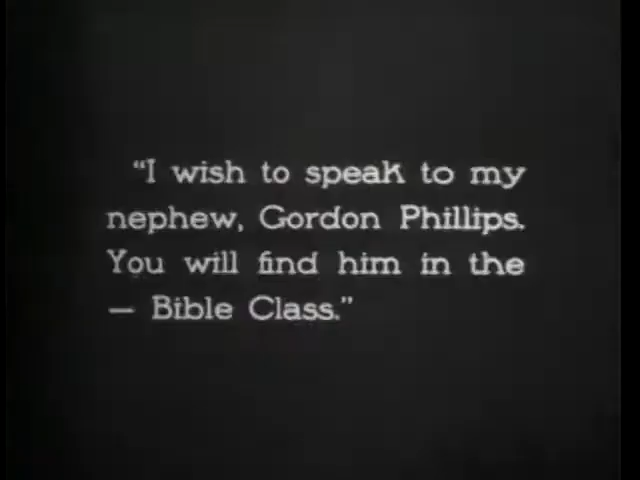 “I wish to speak to my
nephew, Gordon Phillips.
You will find him in the
— Bible Class.”